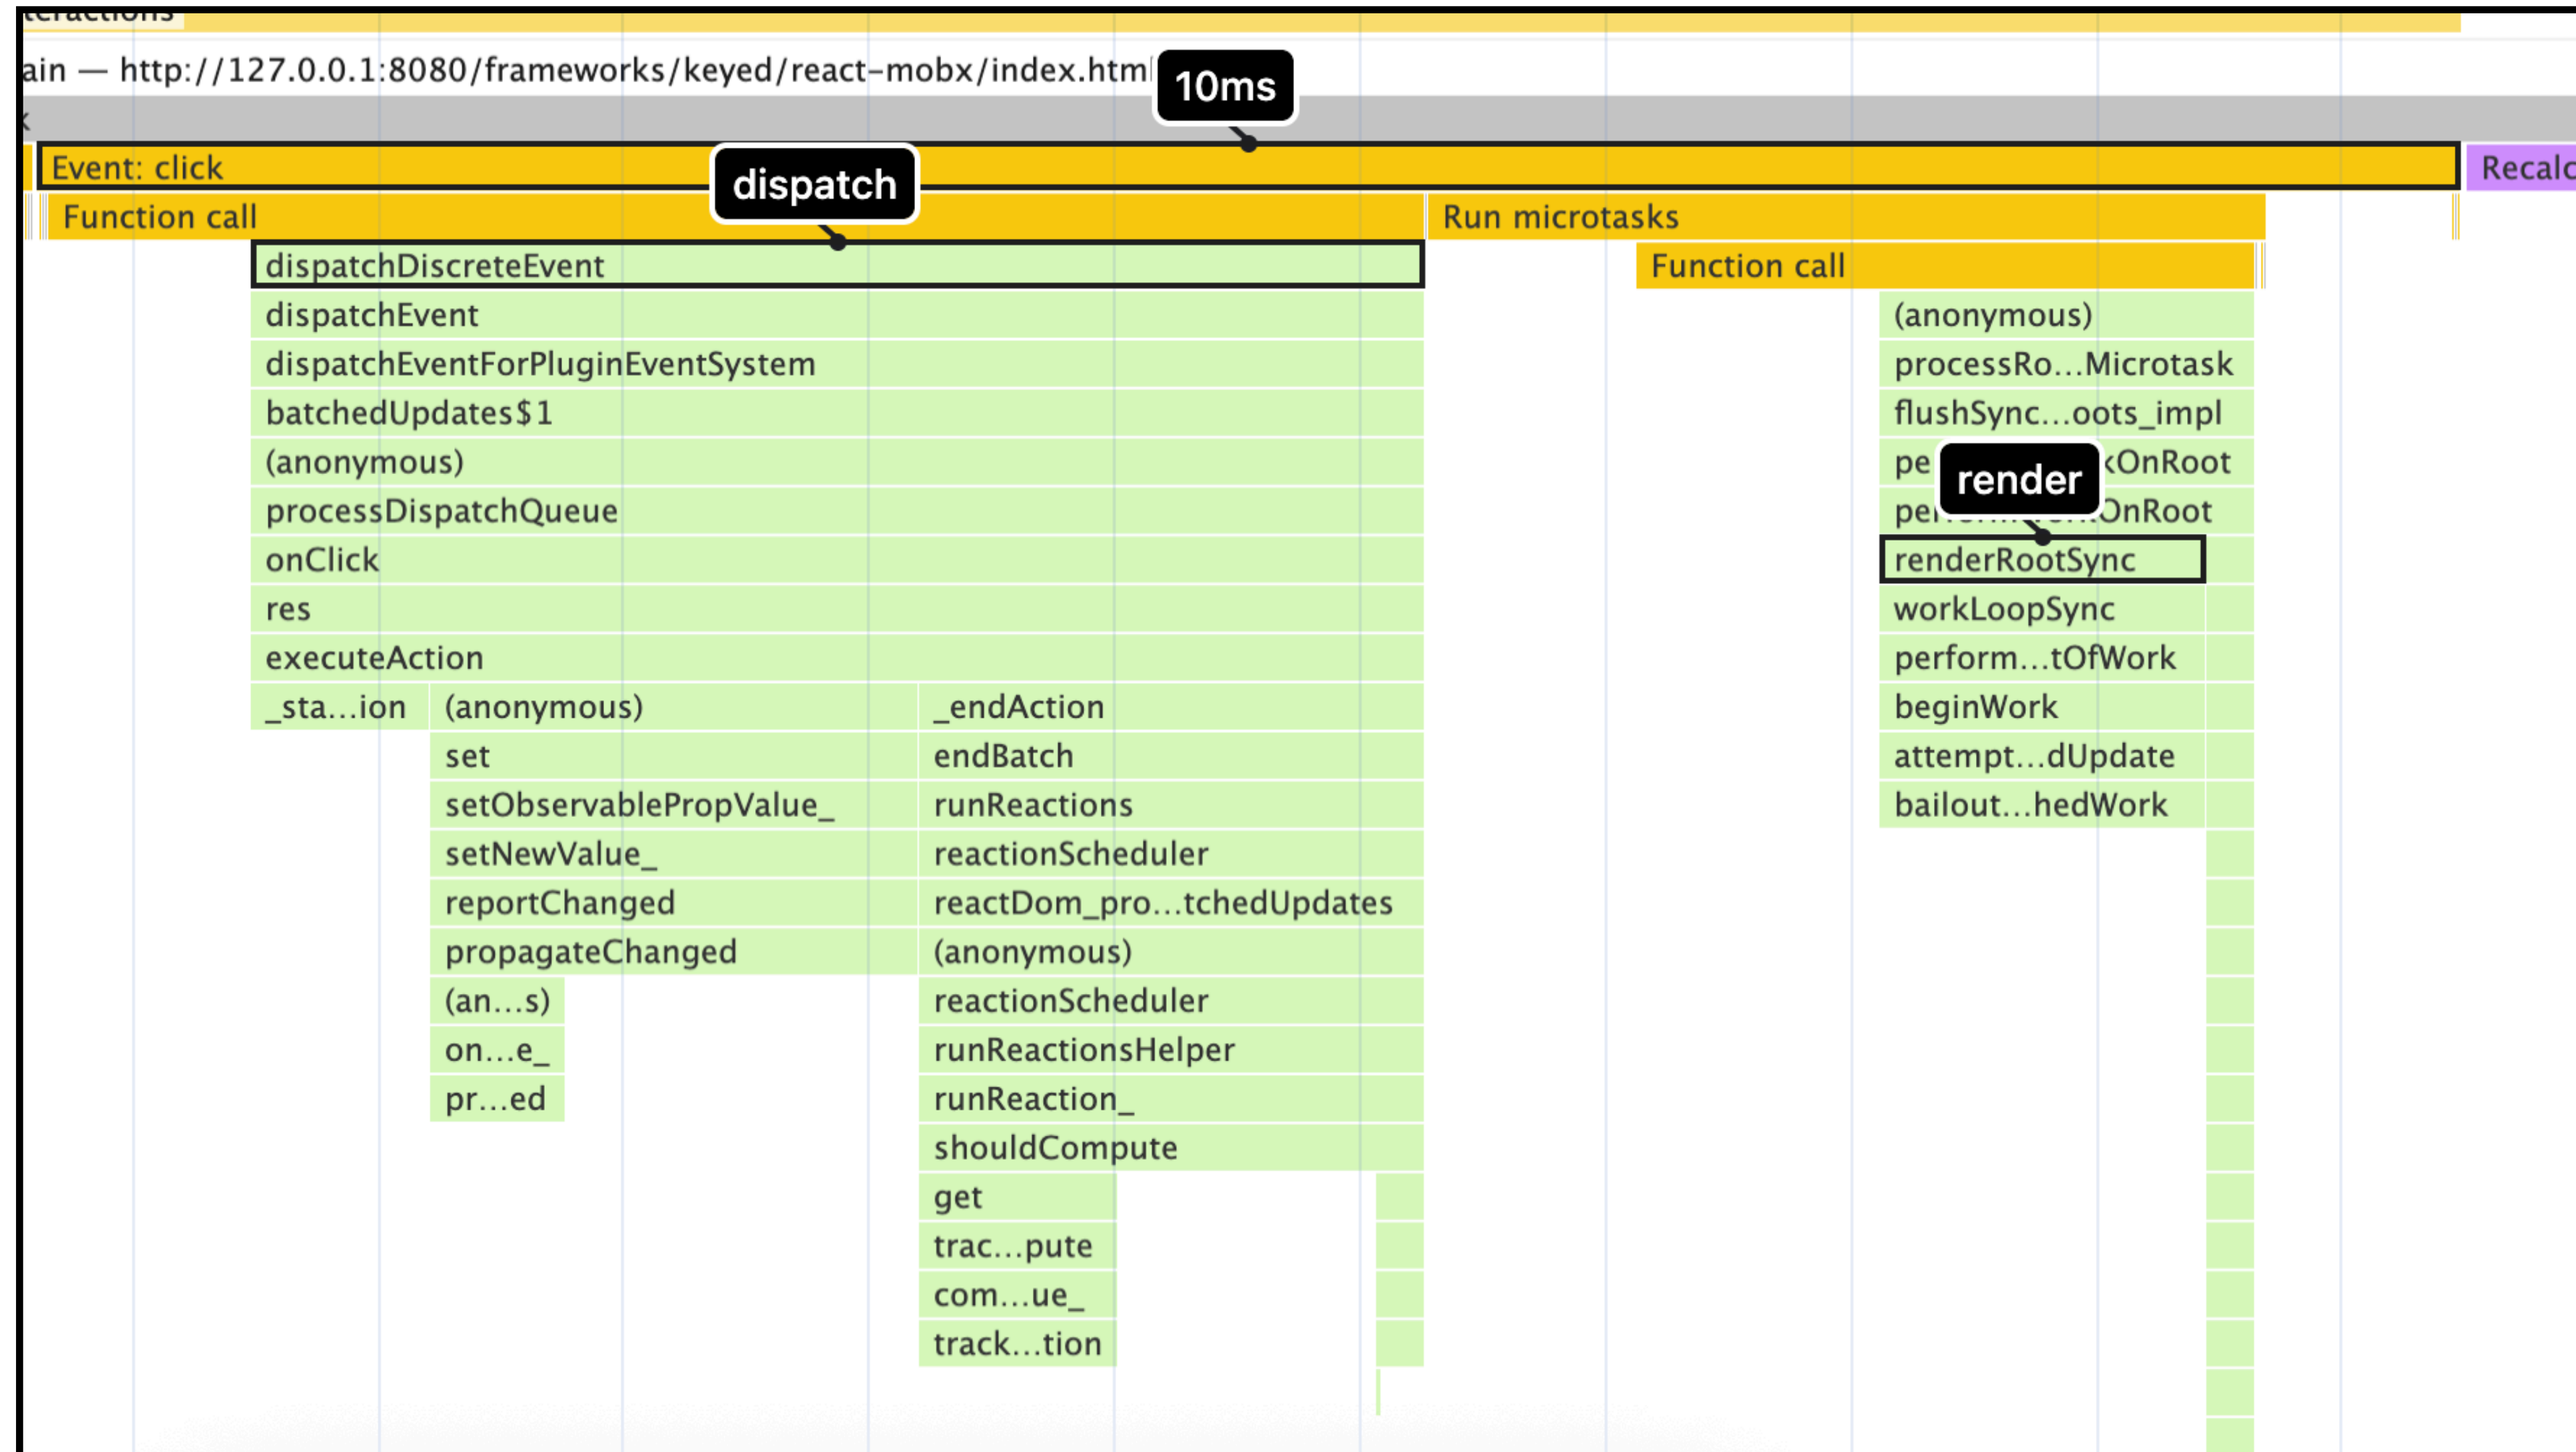 ain — http://127.0.0.1:8080/frameworks/keyed/react-mobx/index.htm
10ms
Event: click
Recalc
dispatch
Function call
Run microtasks
dispatchDiscreteEvent
Function call
dispatchEvent
(anonymous)
dispatchEventForPluginEventSystem
processRo…Microtask
batchedUpdates$1
flushSync…oots_impl
(anonymous)
pe
kOnRoot
render
processDispatchQueue
OnRoot
onClick
renderRootSync
res
workLoopSync
executeAction
perform…tOfWork
_sta…ion
(anonymous)
_endAction
beginWork
set
endBatch
attempt…dUpdate
setObservablePropValue_
runReactions
bailout…hedWork
setNewValue_
reactionScheduler
reportChanged
reactDom_pro…tchedUpdates
propagateChanged
(anonymous)
(an…s)
reactionScheduler
on…e_
runReactionsHelper
pr…ed
runReaction_
shouldCompute
get
trac…pute
com…ue_
track…tion